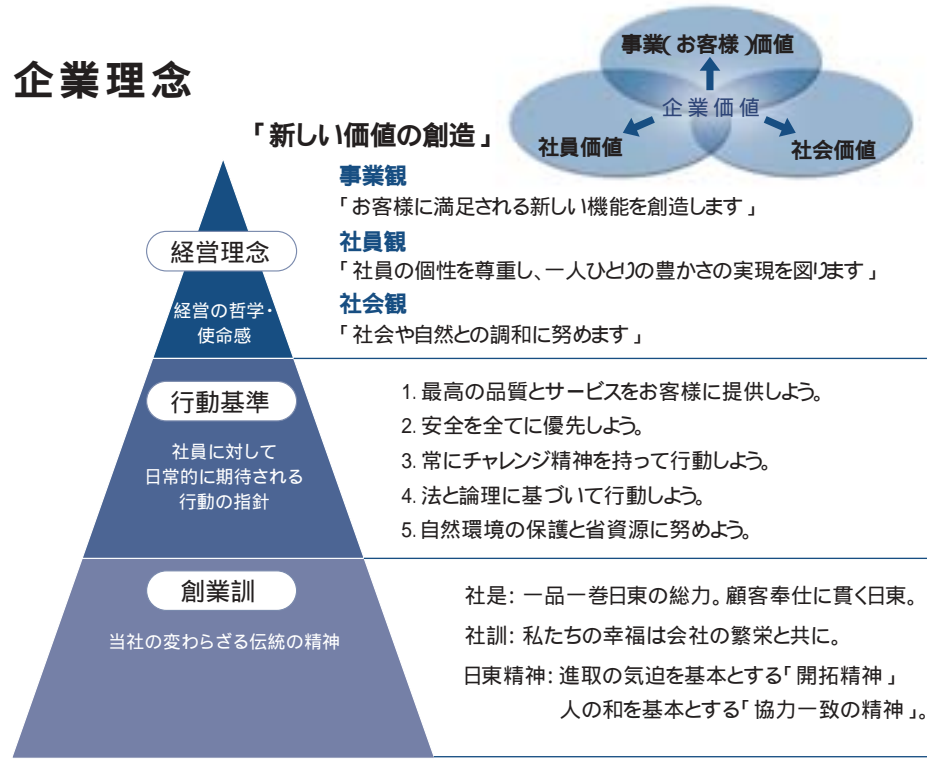 企業理念
事業(お客様)価値
企業価値
社員価値
社会価値
「新しい価値の創造」
経営理念
経営の哲学・
使命感
事業観
「お客様に満足される新しい機能を創造します」
社員観
「社員の個性を尊重し、一人ひとりの豊かさの実現を図ります」
社会観
「社会や自然との調和に努めます」
行動基準
社員に対して
日常的に期待される
行動の指針
1. 最高の品質とサービスをお客様に提供しよう。
2. 安全を全てに優先しよう。
3. 常にチャレンジ精神を持って行動しよう。
4. 法と論理に基づいて行動しよう。
5. 自然環境の保護と省資源に努めよう。
創業訓
当社の変わらざる伝統の精神
社是: 一品一巻日東の総力。顧客奉仕に貫く日東。
社訓: 私たちの幸福は会社の繁栄と共に。
日東精神: 進取の気迫を基本とする「開拓精神」
人の和を基本とする「協力一致の精神」。